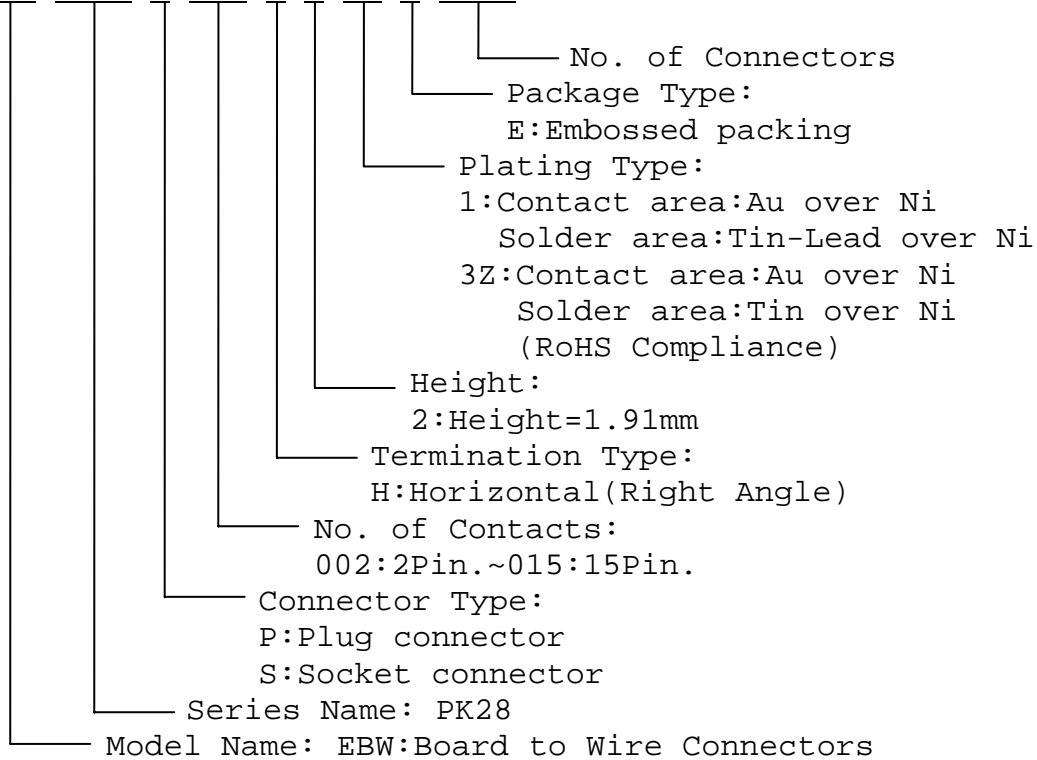 No. of Connectors
Package Type:
E:Embossed packing
Plating Type:
1:Contact area:Au over Ni
Solder area:Tin-Lead over Ni
3Z:Contact area:Au over Ni
Solder area:Tin over Ni
(RoHS Compliance)
Height:
2:Height=1.91mm
Termination Type:
H:Horizontal(Right Angle)
No. of Contacts:
002:2Pin.~015:15Pin.
Connector Type:
P:Plug connector
S:Socket connector
Series Name: PK28
Model Name: EBW:Board to Wire Connectors